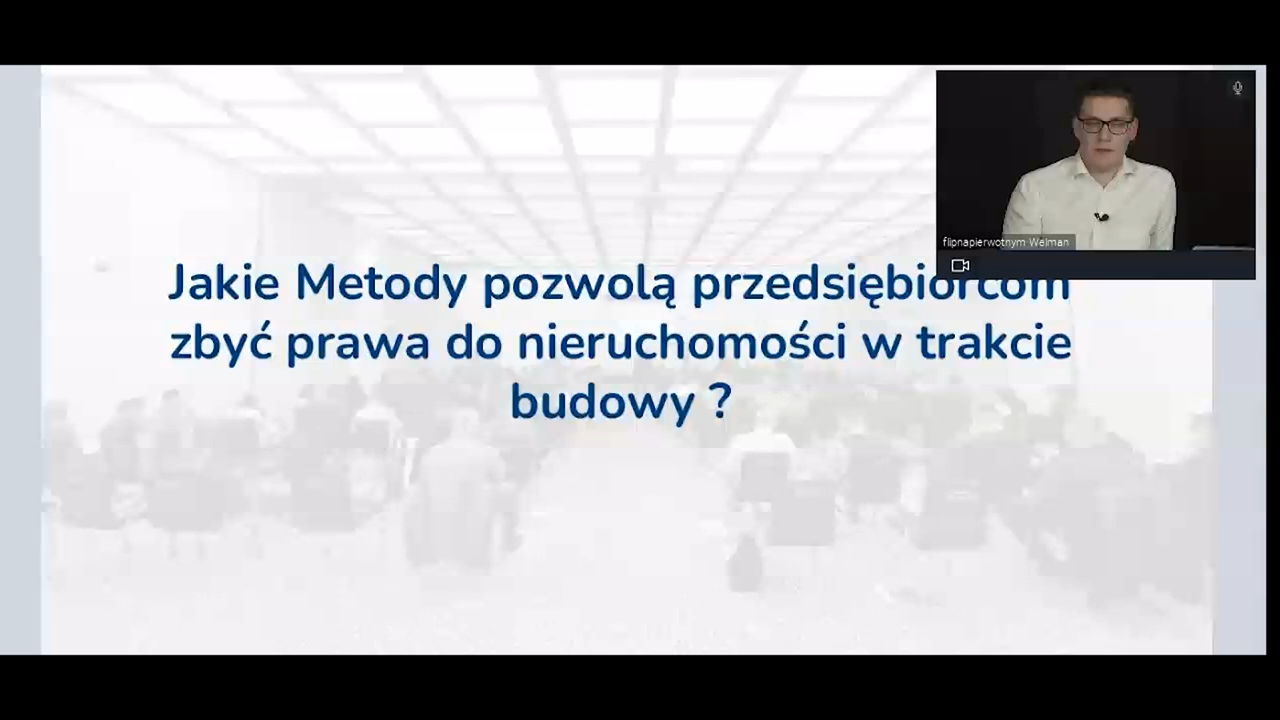 Jakie Metody pozwolą przedsiębiorcom
zbyć prawa do nieruchomości w trakcie
budowy ?
flipnapierwotnym Welman